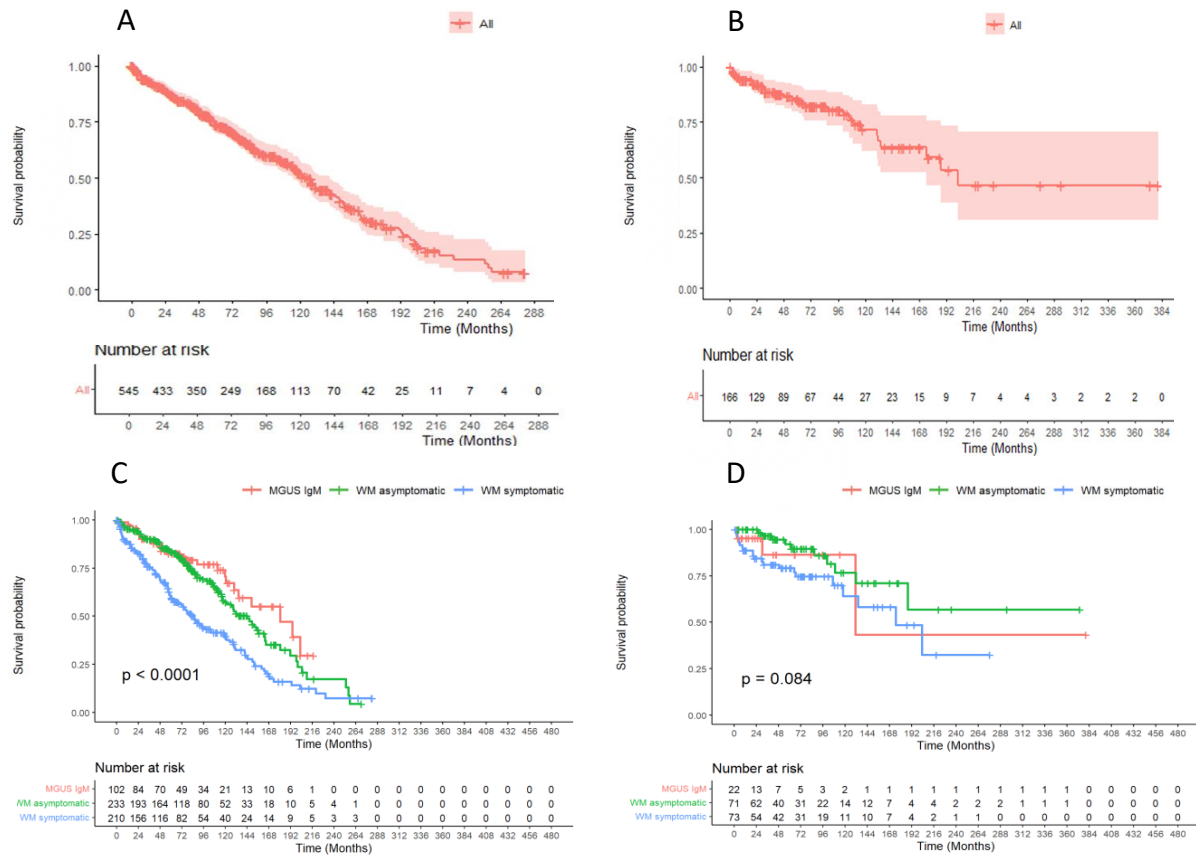 A
All
Survival probability
1.00
0.75
0.50
0.25
0.00
0 24 48 72 96 120 144 168 192 216 240 264 288
Time (Months)
Number at risk
All 545 433 350 249 168 113 70 42 25 11 7 4 0
0 24 48 72 96 120 144 168 192 216 240 264 288
Time (Months)
B
All
Survival probability
1.00
0.75
0.50
0.25
0.00
0 24 48 72 96 120 144 168 192 216 240 264 288 312 336 360 384
Time (Months)
Number at risk
All 166 129 89 67 44 27 23 15 9 7 4 4 3 2 2 2 0
0 24 48 72 96 120 144 168 192 216 240 264 288 312 336 360 384
Time (Months)
C
MGUS IgM WM asymptomatic WM symptomatic
Survival probability
1.00
0.75
0.50
0.25
0.00
p < 0.0001
0 24 48 72 96 120 144 168 192 216 240 264 288 312 336 360 384 408 432 456 480
Time (Months)
Number at risk
MGUS IgM 102 84 70 49 34 21 13 10 6 1 0 0 0 0 0 0 0 0 0 0 0
WM asymptomatic 233 193 164 118 80 52 33 18 10 5 4 1 0 0 0 0 0 0 0 0 0
WM symptomatic 210 156 116 82 54 40 24 14 9 5 3 3 0 0 0 0 0 0 0 0 0
0 24 48 72 96 120 144 168 192 216 240 264 288 312 336 360 384 408 432 456 480
Time (Months)
D
MGUS IgM WM asymptomatic WM symptomatic
Survival probability
1.00
0.75
0.50
0.25
0.00
p = 0.084
0 24 48 72 96 120 144 168 192 216 240 264 288 312 336 360 384 408 432 456 480
Time (Months)
Number at risk
MGUS IgM 22 13 7 5 3 2 1 1 1 1 1 1 1 1 1 1 1 0 0 0 0
WM asymptomatic 71 62 40 31 22 14 12 7 4 4 2 2 2 1 1 1 0 0 0 0 0
WM symptomatic 73 54 42 31 19 11 10 7 4 2 1 1 0 0 0 0 0 0 0 0 0
0 24 48 72 96 120 144 168 192 216 240 264 288 312 336 360 384 408 432 456 480
Time (Months)